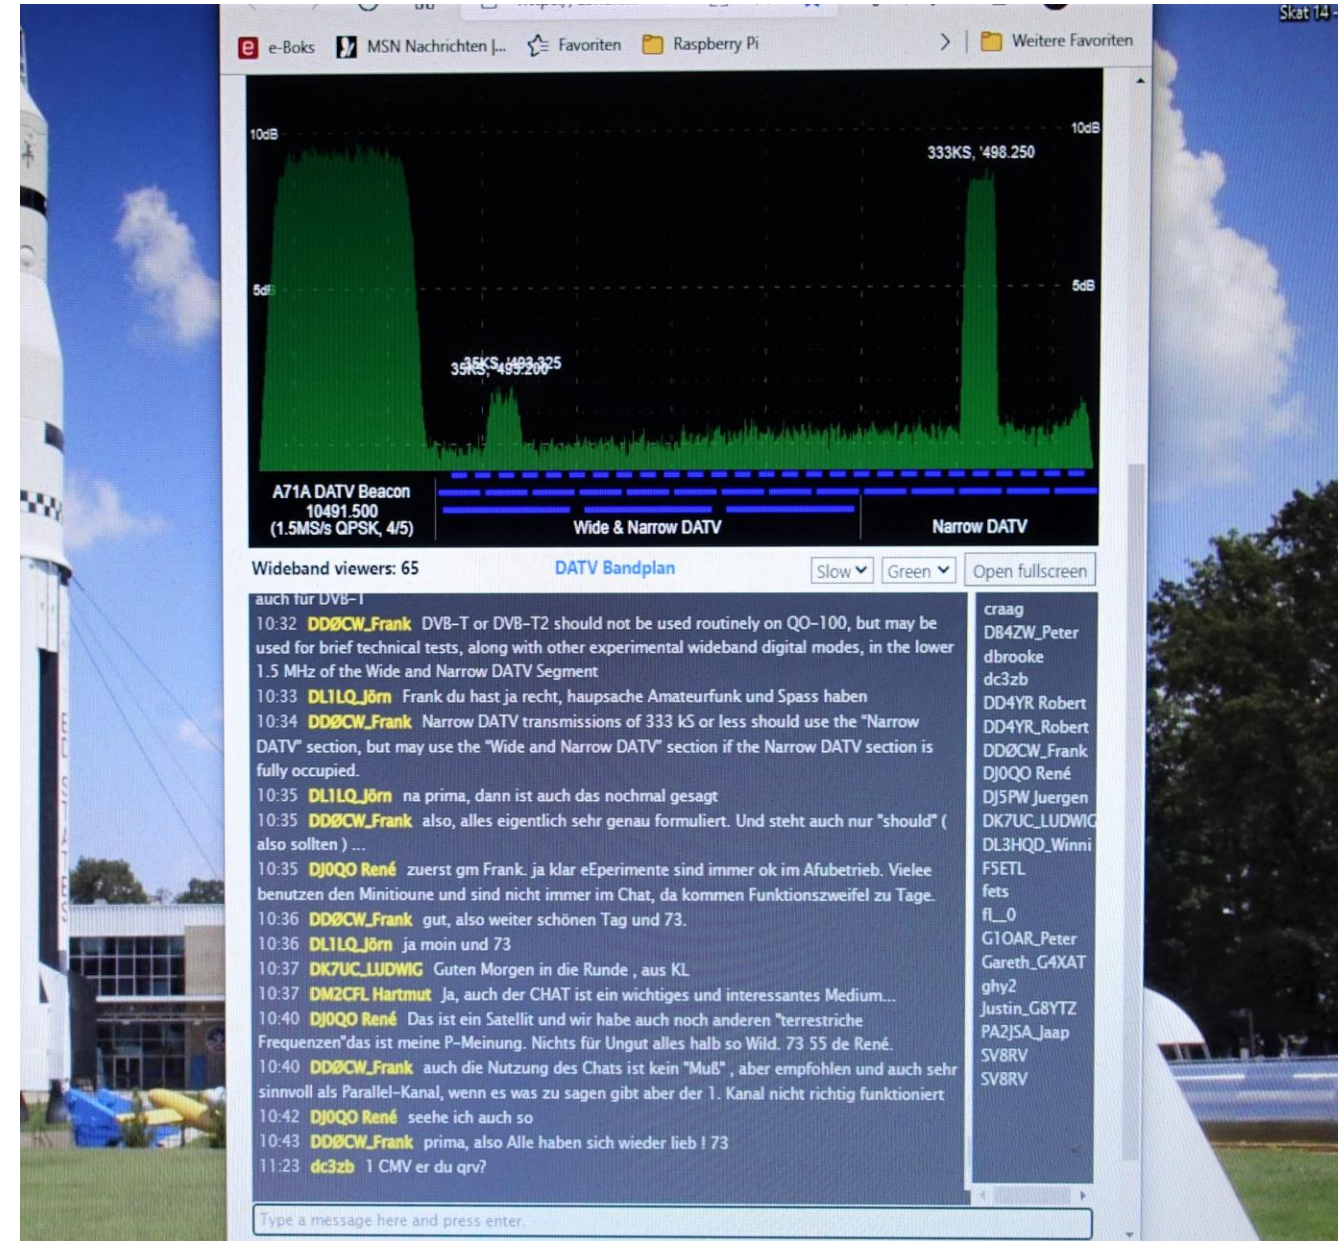 Skat 14 -
e-Boks MSN Nachrichten |... Favoriten Raspberry Pi Weitere Favoriten
10dB 10dB
333KS, '498.250
5dB 5dB
35KS, '493.325
35KS, '493.200
A71A DATV Beacon
10491.500
(1.5MS/s QPSK, 4/5)
Wide & Narrow DATV
Narrow DATV
Wideband viewers: 65 DATV Bandplan Slow Green Open fullscreen
auch für DVB-T
10:32 DDØCW_Frank DVB-T or DVB-T2 should not be used routinely on QO-100, but may be
used for brief technical tests, along with other experimental wideband digital modes, in the lower
1.5 MHz of the Wide and Narrow DATV Segment
10:33 DL1LQ_Jörn Frank du hast ja recht, haupsache Amateurfunk und Spass haben
10:34 DDØCW_Frank Narrow DATV transmissions of 333 kS or less should use the "Narrow
DATV" section, but may use the "Wide and Narrow DATV" section if the Narrow DATV section is
fully occupied.
10:35 DL1LQ_Jörn na prima, dann ist auch das nochmal gesagt
10:35 DDØCW_Frank also, alles eigentlich sehr genau formuliert. Und steht auch nur "should" (
also sollten ) ...
10:35 DJ0QO René zuerst gm Frank. ja klar eEperimente sind immer ok im Afubetrieb. Vielee
benutzen den Minitioune und sind nicht immer im Chat, da kommen Funktionszweifel zu Tage.
10:36 DDØCW_Frank gut, also weiter schönen Tag und 73.
10:36 DL1LQ_Jörn ja moin und 73
10:37 DK7UC_LUDWIG Guten Morgen in die Runde , aus KL
10:37 DM2CFL Hartmut Ja, auch der CHAT ist ein wichtiges und interessantes Medium...
10:40 DJ0QO René Das ist ein Satellit und wir habe auch noch anderen "terrestriche
Frequenzen"das ist meine P-Meinung. Nichts für Ungut alles halb so Wild. 73 55 de René.
10:40 DDØCW_Frank auch die Nutzung des Chats ist kein "Muß" , aber empfohlen und auch sehr
sinnvoll als Parallel-Kanal, wenn es was zu sagen gibt aber der 1. Kanal nicht richtig funktioniert
10:42 DJ0QO René seehe ich auch so
10:43 DDØCW_Frank prima, also Alle haben sich wieder lieb ! 73
11:23 dc3zb 1 CMV er du qrv?
Type a message here and press enter.
craag
DB4ZW_Peter
dbrooke
dc3zb
DD4YR Robert
DD4YR_Robert
DDØCW_Frank
DJ0QO René
DJ5PW Juergen
DK7UC_LUDWIG
DL3HQD_Winni
F5ETL
fets
fl__0
G1OAR_Peter
Gareth_G4XAT
ghy2
Justin_G8YTZ
PA2JSA_Jaap
SV8RV
SV8RV